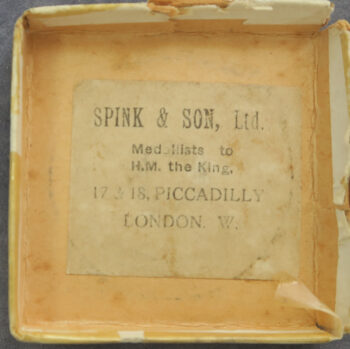 SPINK & SON, Ltd.
Medallists to
H.M. the King,
17 & 18, PICCADILLY
LONDON. W.